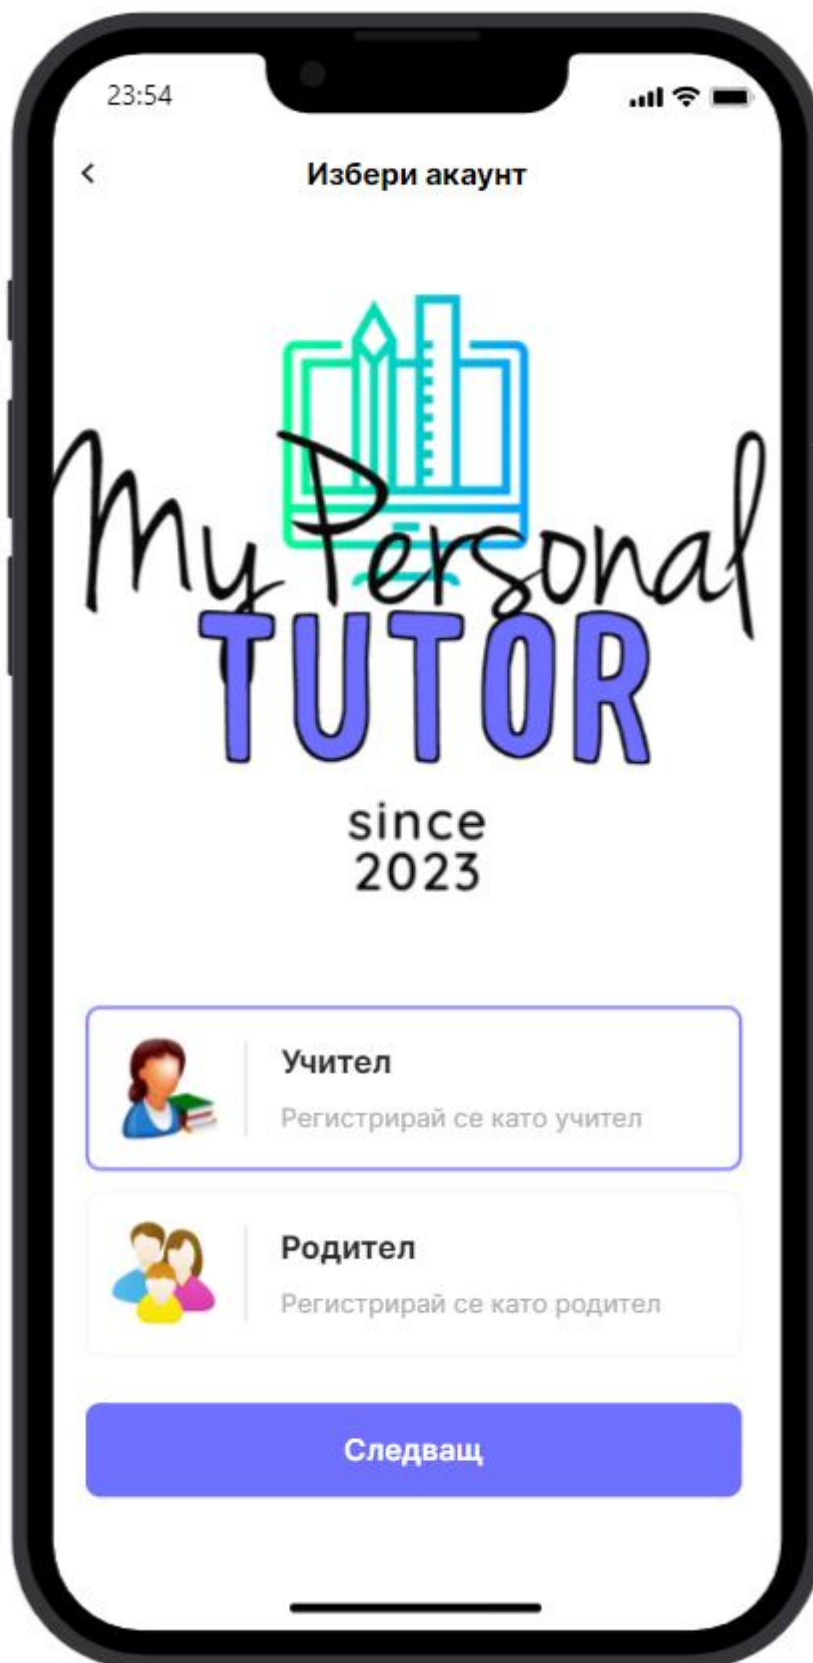 23:54
Избери акаунт
My Personal
TUTOR
since
2023
Учител
Регистрирай се като учител
Родител
Регистрирай се като родител
Следващ